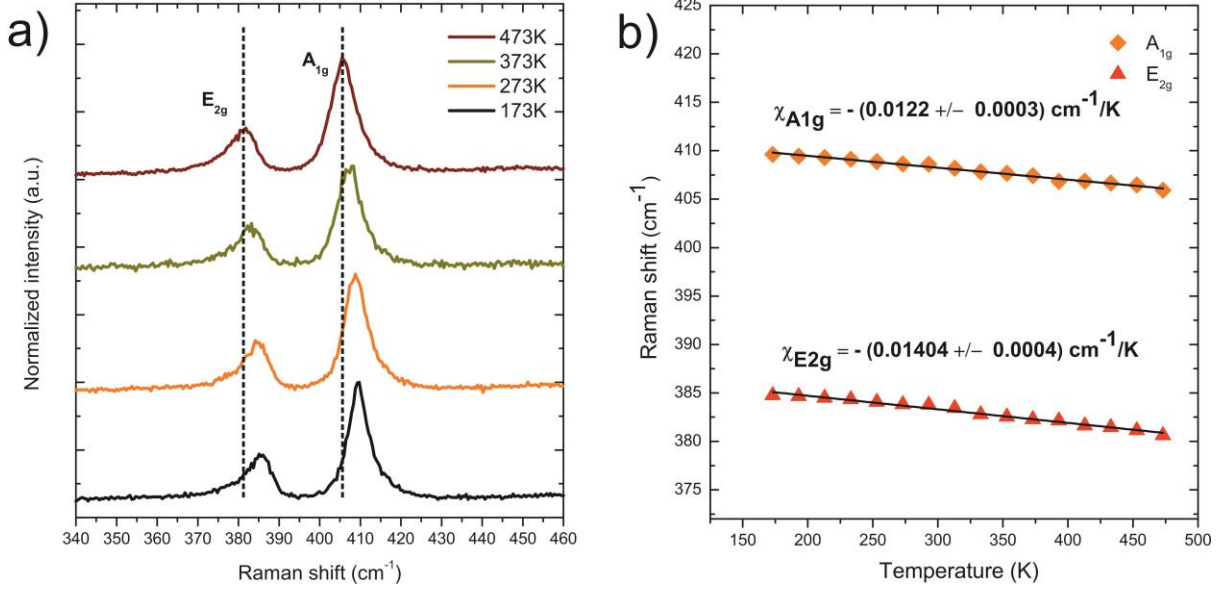 a)
E2g
A1g
473K
373K
273K
173K
Normalized intensity (a.u.)
340 350 360 370 380 390 400 410 420 430 440 450 460
Raman shift (cm-1)
b)
A1g
E2g
χA1g = - (0.0122 +/- 0.0003) cm-1/K
χE2g = - (0.01404 +/- 0.0004) cm-1/K
Raman shift (cm-1)
425
420
415
410
405
400
395
390
385
380
375
150 200 250 300 350 400 450 500
Temperature (K)